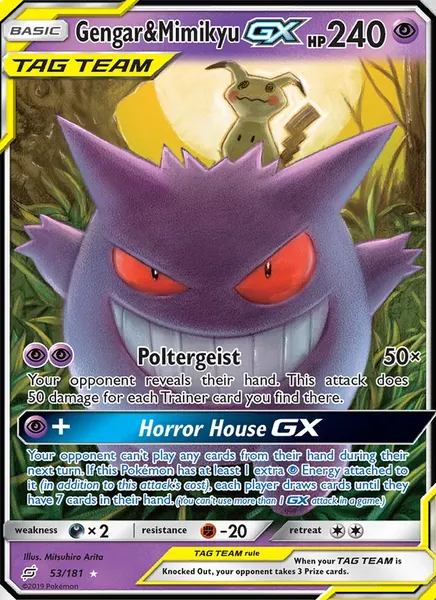 BASIC Gengar&Mimikyu GX HP 240
TAG TEAM
Poltergeist 50×
Your opponent reveals their hand. This attack does
50 damage for each Trainer card you find there.
+ Horror House GX
Your opponent can't play any cards from their hand during their
next turn. If this Pokémon has at least 1 extra Energy attached to
it (in addition to this attack's cost), each player draws cards until they
have 7 cards in their hand. (You can't use more than 1 GX attack in a game.)
weakness ×2 resistance -20 retreat
Illus. Mitsuhiro Arita
TAG TEAM rule
53/181
When your TAG TEAM is
Knocked Out, your opponent takes 3 Prize cards.
©2019 Pokémon